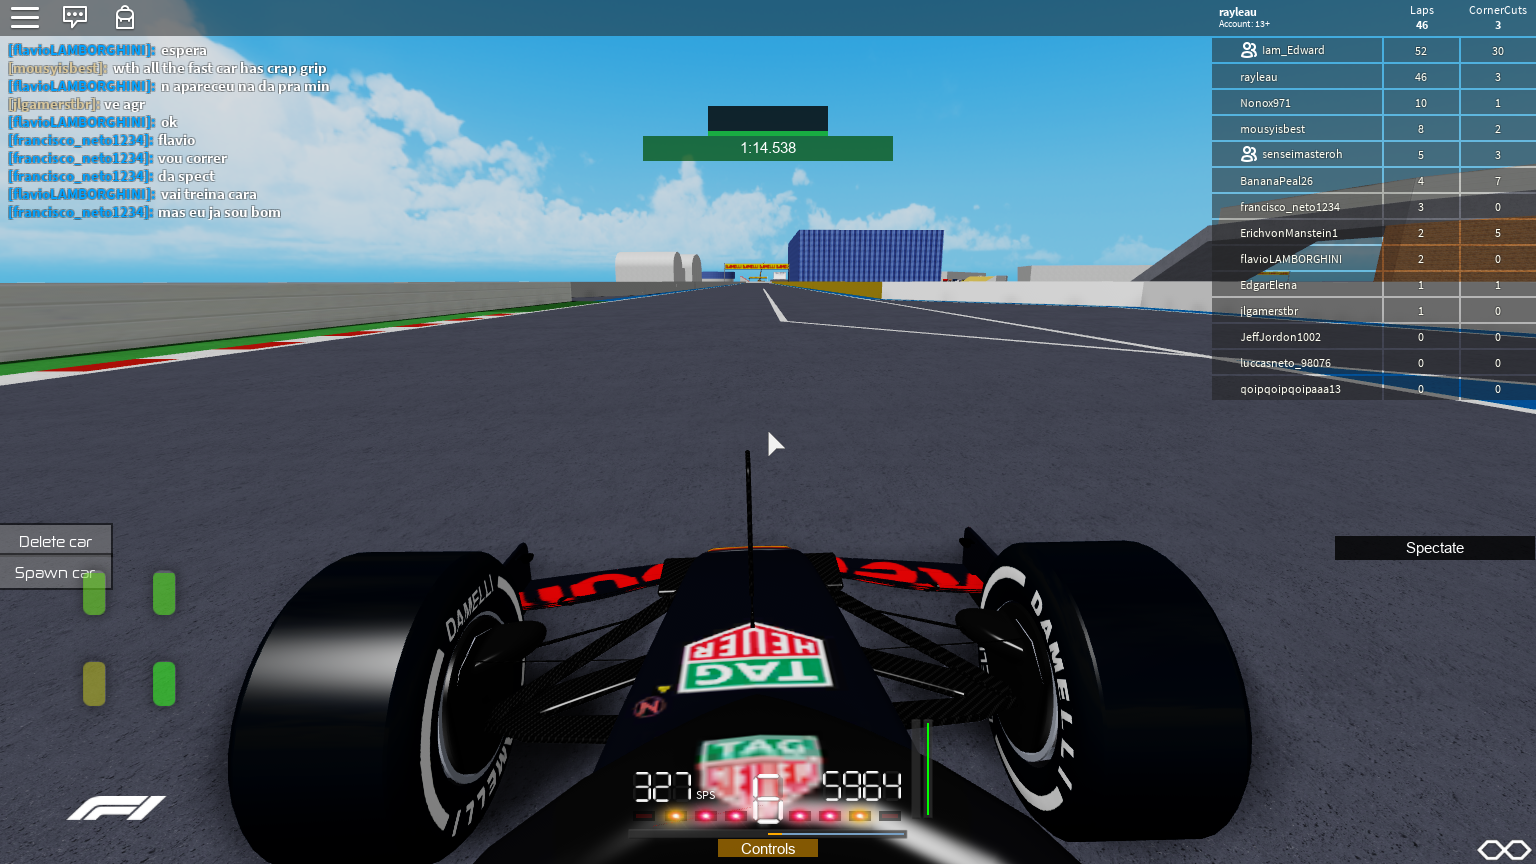 rayleau
Account: 13+
Laps
46
CornerCuts
3
[flavioLAMBORGHINI]: espera
[mousyisbest]: wth all the fast car has crap grip
[flavioLAMBORGHINI]: n apareceu na da pra min
[jlgamerstbr]: ve agr
[flavioLAMBORGHINI]: ok
[francisco_neto1234]: flavio
[francisco_neto1234]: vou correr
[francisco_neto1234]: da spect
[flavioLAMBORGHINI]: vai treina cara
[francisco_neto1234]: mas eu ja sou bom
1:14.538
Iam_Edward 52 30
rayleau 46 3
Nonox971 10 1
mousyisbest 8 2
senseimasteroh 5 3
BananaPeal26 4 7
francisco_neto1234 3 0
ErichvonManstein1 2 5
flavioLAMBORGHINI 2 0
EdgarElena 1 1
jlgamerstbr 1 0
JeffJordon1002 0 0
luccasneto_98076 0 0
qoipqoipqoipaaa13 0 0
Delete car
Spawn car
Spectate
DAMELLI
DAMELLI
DAMELLI
HEUER
TAG
N
TAG
HEUER
327 SPS 6 5964
F1
Controls